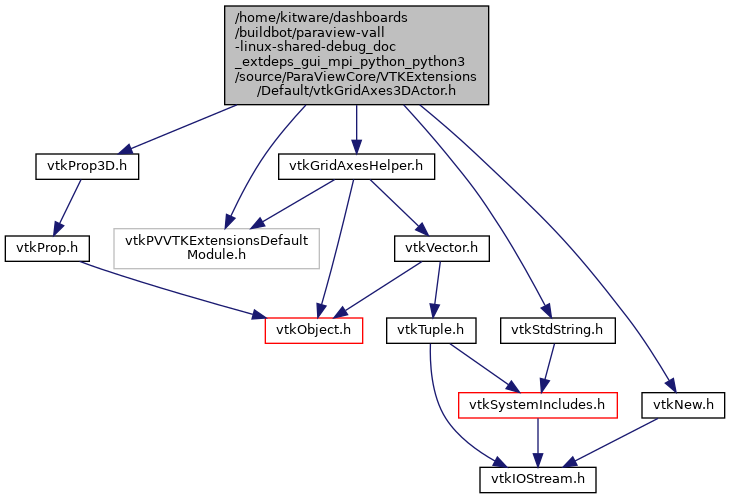 /home/kitware/dashboards
/buildbot/paraview-vall
-linux-shared-debug_doc
_extdeps_gui_mpi_python_python3
/source/ParaViewCore/VTKExtensions
/Default/vtkGridAxes3DActor.h
vtkProp3D.h
vtkGridAxesHelper.h
vtkProp.h
vtkPVVTKExtensionsDefault
Module.h
vtkVector.h
vtkObject.h
vtkTuple.h
vtkStdString.h
vtkSystemIncludes.h
vtkNew.h
vtkIOStream.h